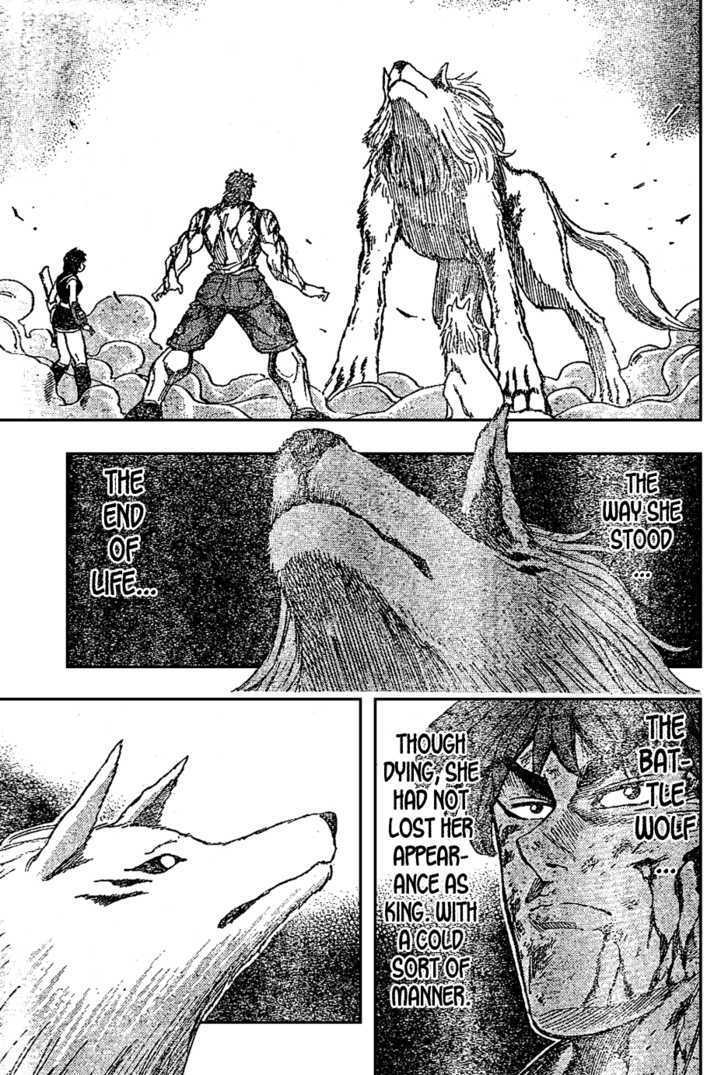 THE
WAY SHE
STOOD
...
THE
END
OF
LIFE...
THE
BAT-
TLE
WOLF
...
THOUGH
DYING, SHE
HAD NOT
LOST HER
APPEAR-
ANCE AS
KING. WITH
A COLD
SORT OF
MANNER.